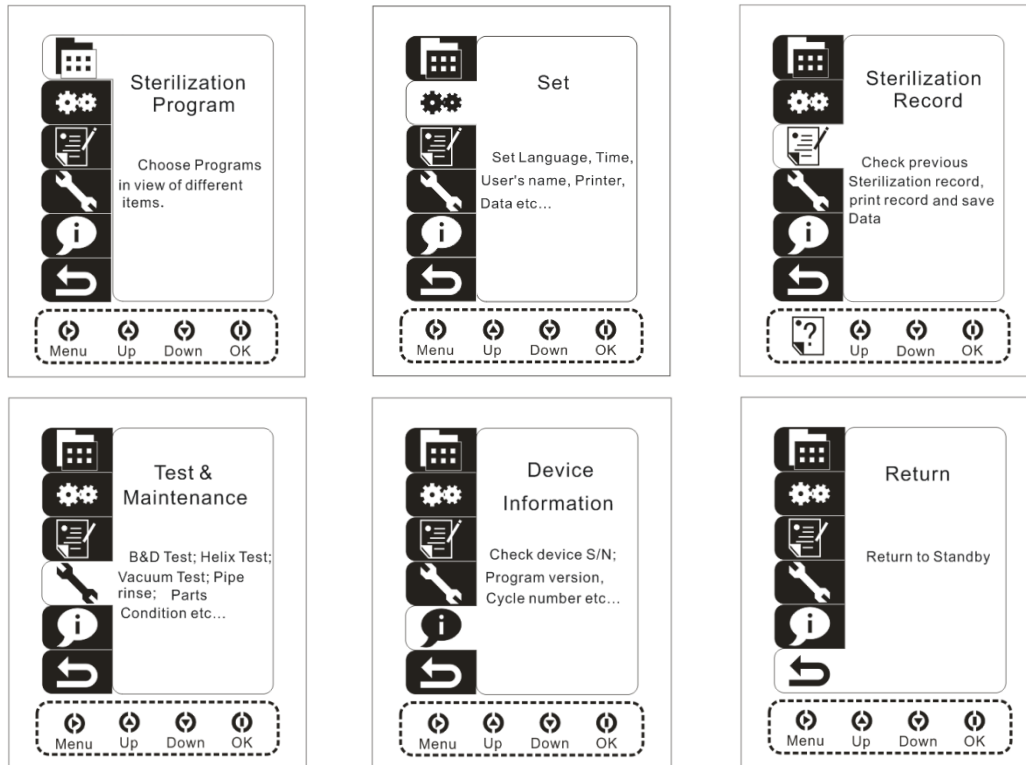 Sterilization
Program
Choose Programs
in view of different
items.
Menu Up Down OK
Set
Set Language, Time,
User's name, Printer,
Data etc...
Menu Up Down OK
Sterilization
Record
Check previous
Sterilization record,
print record and save
Data
? Up Down OK
Test &
Maintenance
B&D Test; Helix Test;
Vacuum Test; Pipe
rinse; Parts
Condition etc...
Menu Up Down OK
Device
Information
Check device S/N;
Program version,
Cycle number etc...
Menu Up Down OK
Return
Return to Standby
Menu Up Down OK